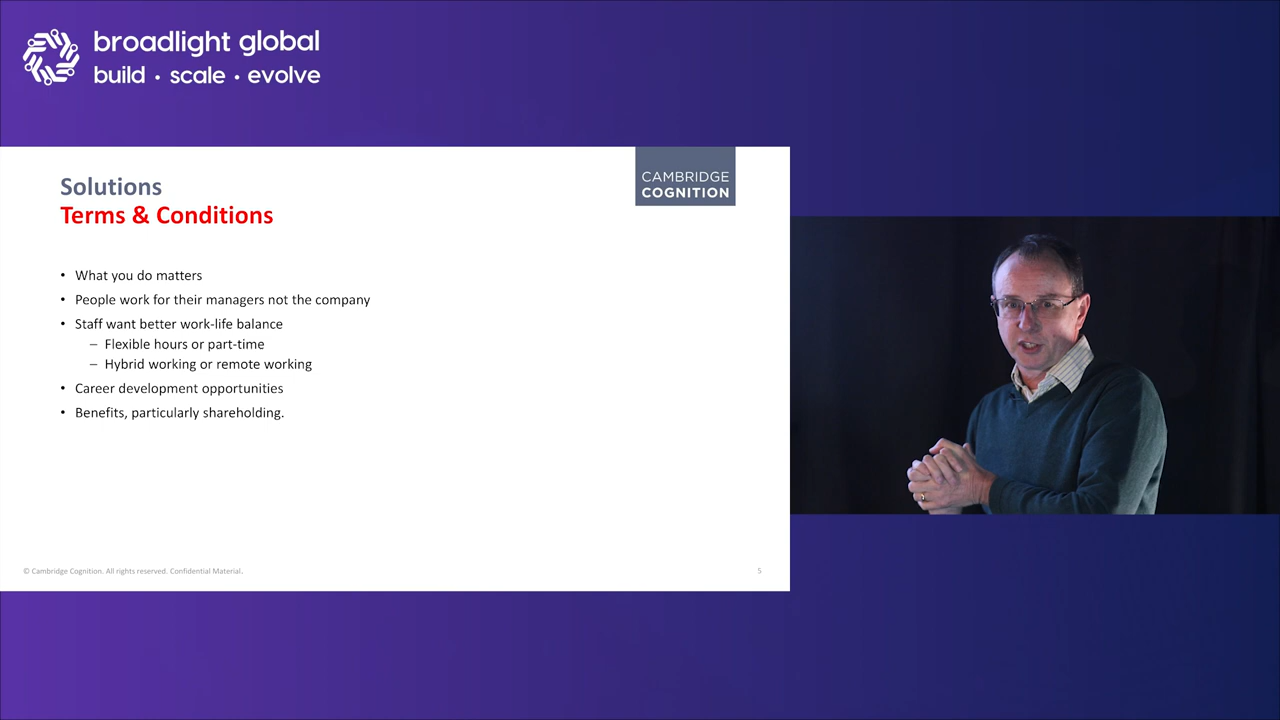 broadlight global
build · scale · evolve
CAMBRIDGE
COGNITION
Solutions
Terms & Conditions
• What you do matters
• People work for their managers not the company
• Staff want better work-life balance
– Flexible hours or part-time
– Hybrid working or remote working
• Career development opportunities
• Benefits, particularly shareholding.
© Cambridge Cognition. All rights reserved. Confidential Material.
5